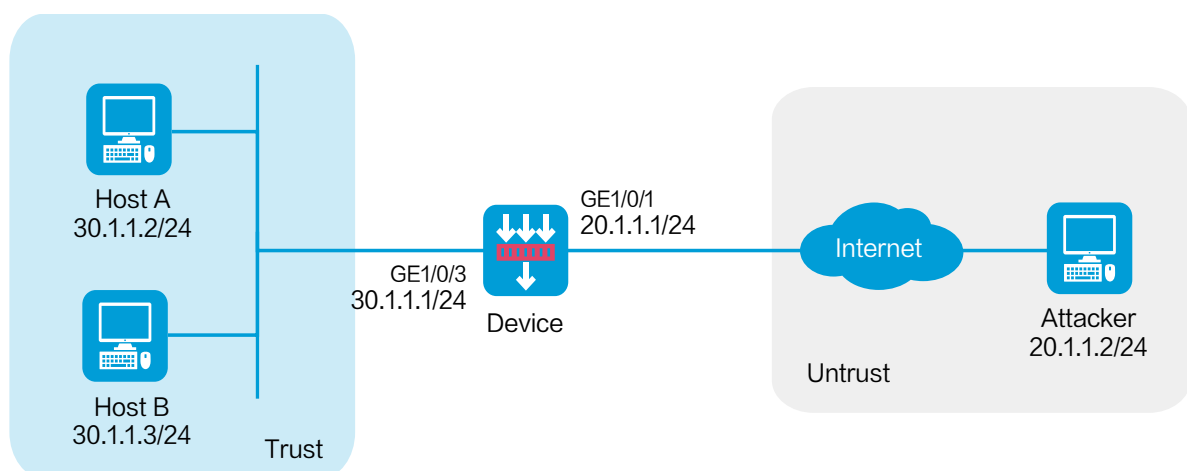 Host A
30.1.1.2/24
Host B
30.1.1.3/24
Trust
GE1/0/3
30.1.1.1/24
Device
GE1/0/1
20.1.1.1/24
Internet
Attacker
20.1.1.2/24
Untrust